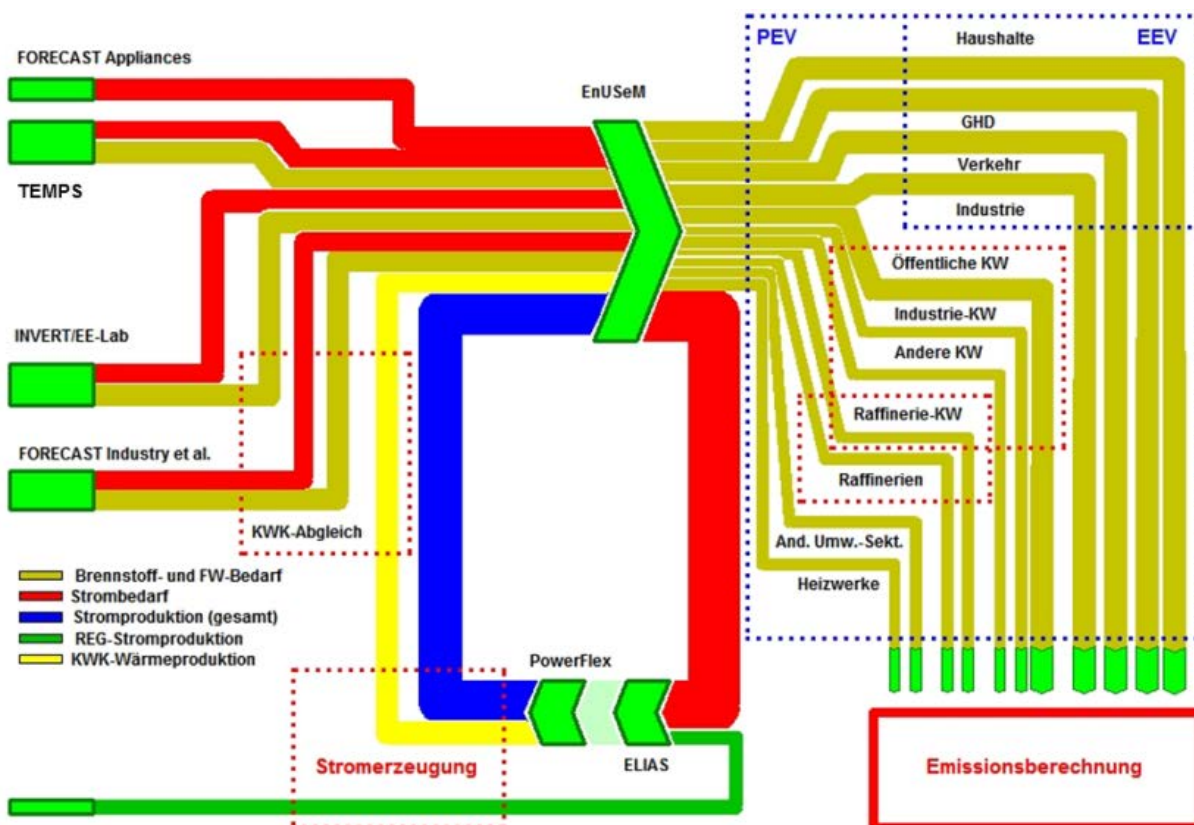 PEV
Haushalte
EEV
FORECAST Appliances
EnUSeM
GHD
TEMPS
Verkehr
Industrie
Öffentliche KW
INVERT/EE-Lab
Industrie-KW
Andere KW
Raffinerie-KW
FORECAST Industry et al.
Raffinerien
KWK-Abgleich
And. Umw.-Sekt.
Heizwerke
Brennstoff- und FW-Bedarf
Strombedarf
Stromproduktion (gesamt)
REG-Stromproduktion
KWK-Wärmeproduktion
PowerFlex
Stromerzeugung
ELIAS
Emissionsberechnung